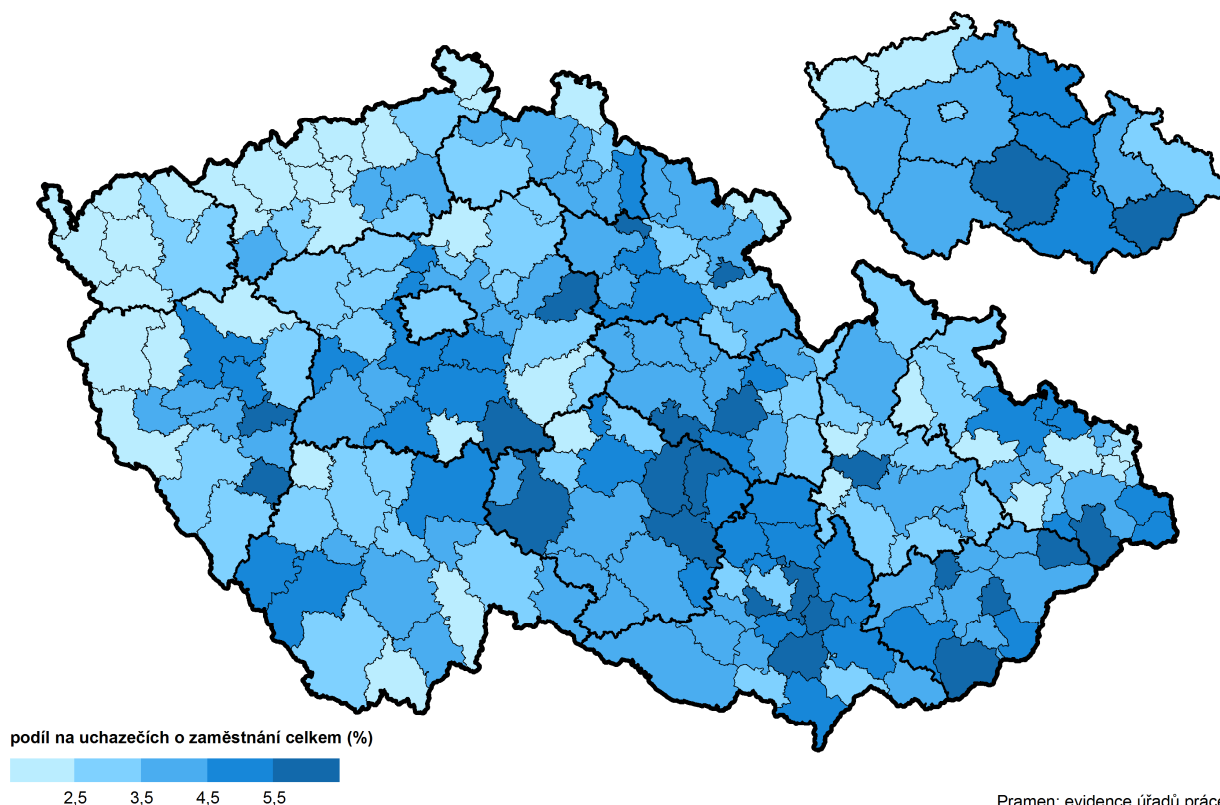 podíl na uchazečích o zaměstnání celkem (%)
2,5 3,5 4,5 5,5
Pramen: evidence úřadů práce